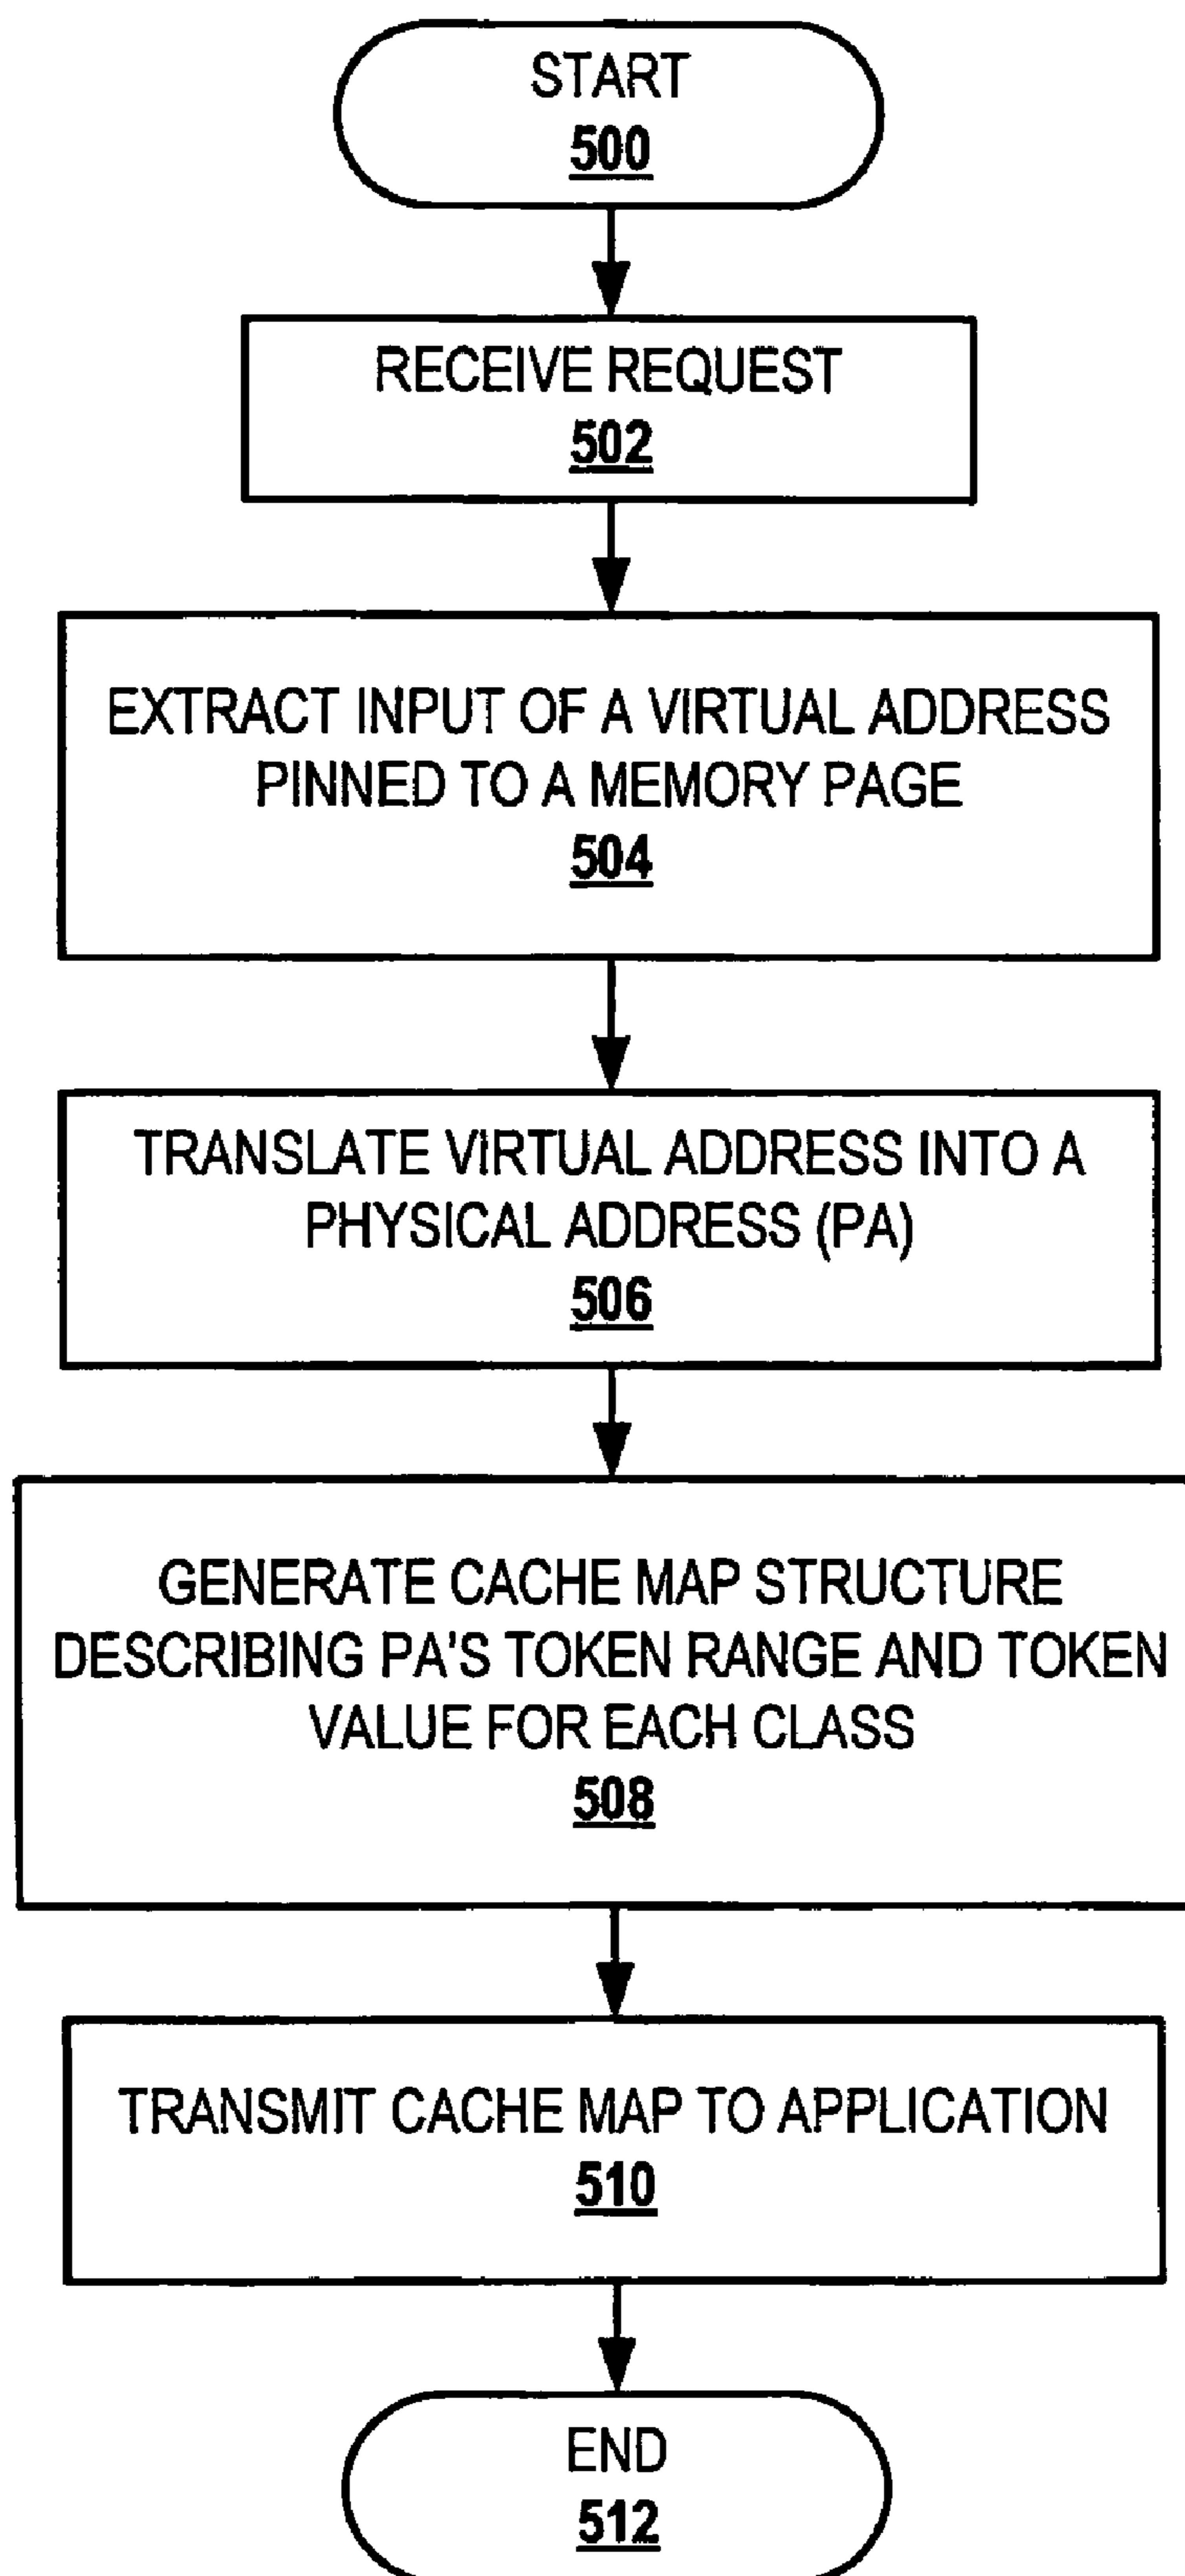 START
500
RECEIVE REQUEST
502
EXTRACT INPUT OF A VIRTUAL ADDRESS
PINNED TO A MEMORY PAGE
504
TRANSLATE VIRTUAL ADDRESS INTO A
PHYSICAL ADDRESS (PA)
506
GENERATE CACHE MAP STRUCTURE
DESCRIBING PA'S TOKEN RANGE AND TOKEN
VALUE FOR EACH CLASS
508
TRANSMIT CACHE MAP TO APPLICATION
510
END
512